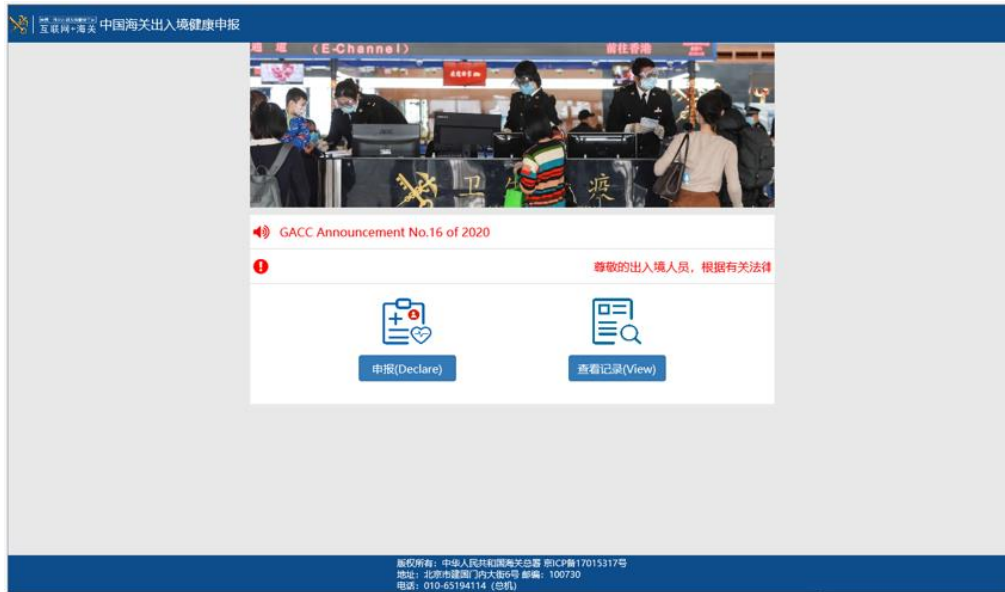 互联网+海关 中国海关出入境健康申报
通道 (E-Channel) 前往香港
卫生 疫
GACC Announcement No.16 of 2020
尊敬的出入境人员，根据有关法律
申报(Declare) 查看记录(View)
版权所有：中华人民共和国海关总署 京ICP备17015317号
地址：北京市建国门内大街6号 邮编：100730
电话：010-65194114（总机）